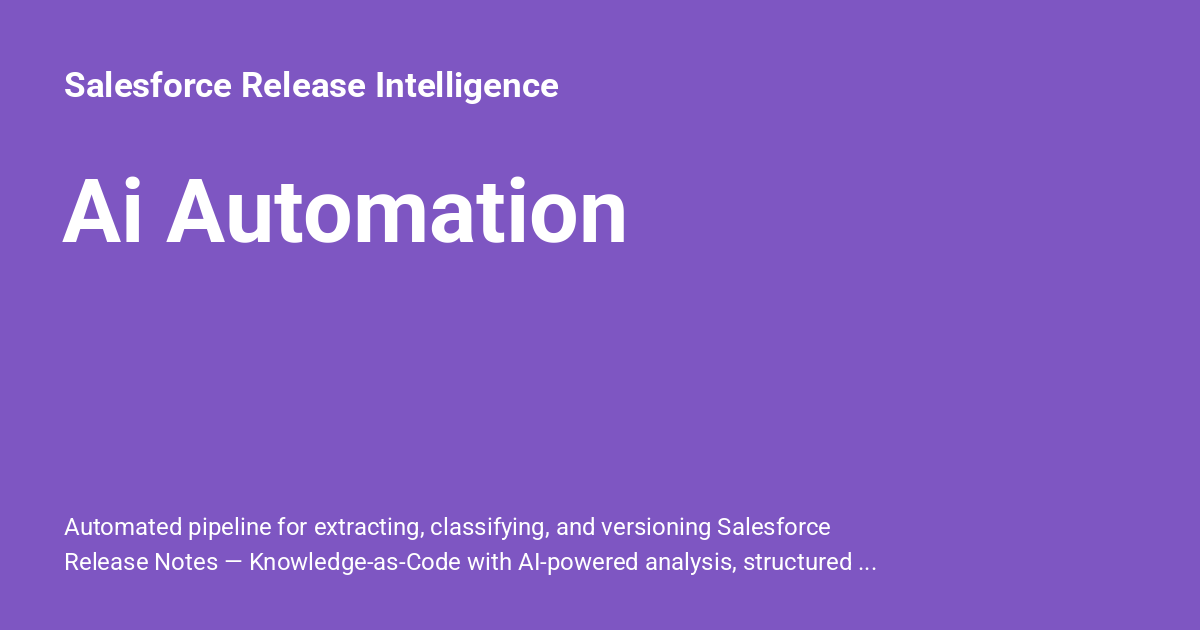 Salesforce Release Intelligence
Ai Automation
Automated pipeline for extracting, classifying, and versioning Salesforce
Release Notes — Knowledge-as-Code with AI-powered analysis, structured ...